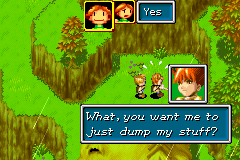 Yes
What, you want me to
just dump my stuff?